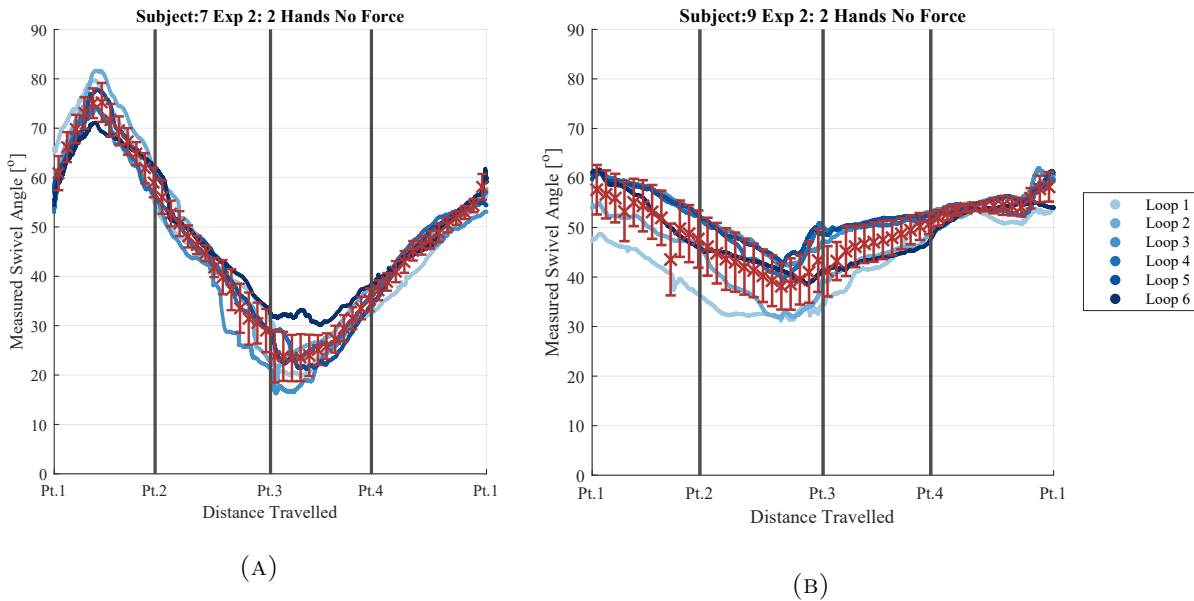 Subject:7 Exp 2: 2 Hands No Force
90
80
70
60
50
40
30
20
10
0
Measured Swivel Angle [°]
Pt.1 Pt.2 Pt.3 Pt.4 Pt.1
Distance Travelled
(A)
Subject:9 Exp 2: 2 Hands No Force
90
80
70
60
50
40
30
20
10
0
Measured Swivel Angle [°]
Pt.1 Pt.2 Pt.3 Pt.4 Pt.1
Distance Travelled
(B)
Loop 1
Loop 2
Loop 3
Loop 4
Loop 5
Loop 6